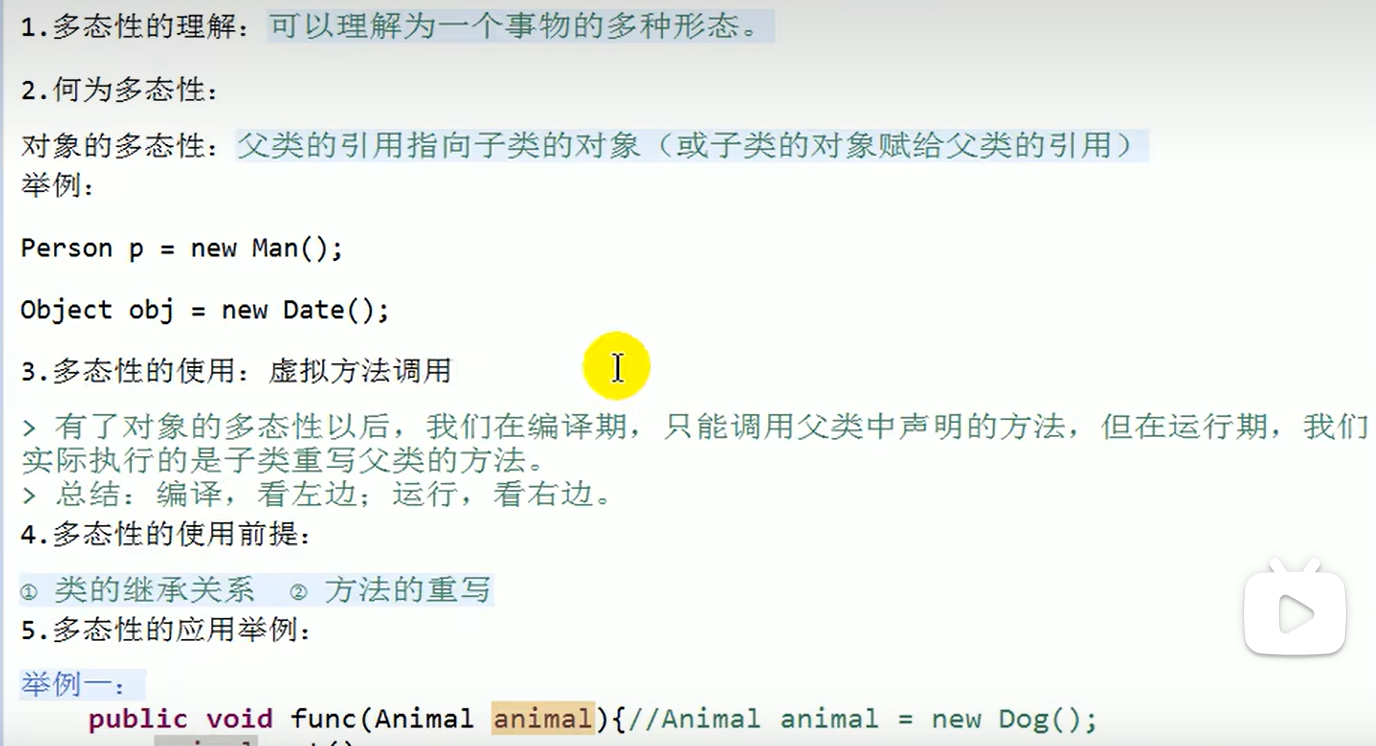 1.多态性的理解：可以理解为一个事物的多种形态。
2.何为多态性：
对象的多态性：父类的引用指向子类的对象（或子类的对象赋给父类的引用）
举例：
Person p = new Man();
Object obj = new Date();
3.多态性的使用：虚拟方法调用
> 有了对象的多态性以后，我们在编译期，只能调用父类中声明的方法，但在运行期，我们
实际执行的是子类重写父类的方法。
> 总结：编译，看左边；运行，看右边。
4.多态性的使用前提：
① 类的继承关系 ② 方法的重写
5.多态性的应用举例：
举例一：
public void func(Animal animal){//Animal animal = new Dog();